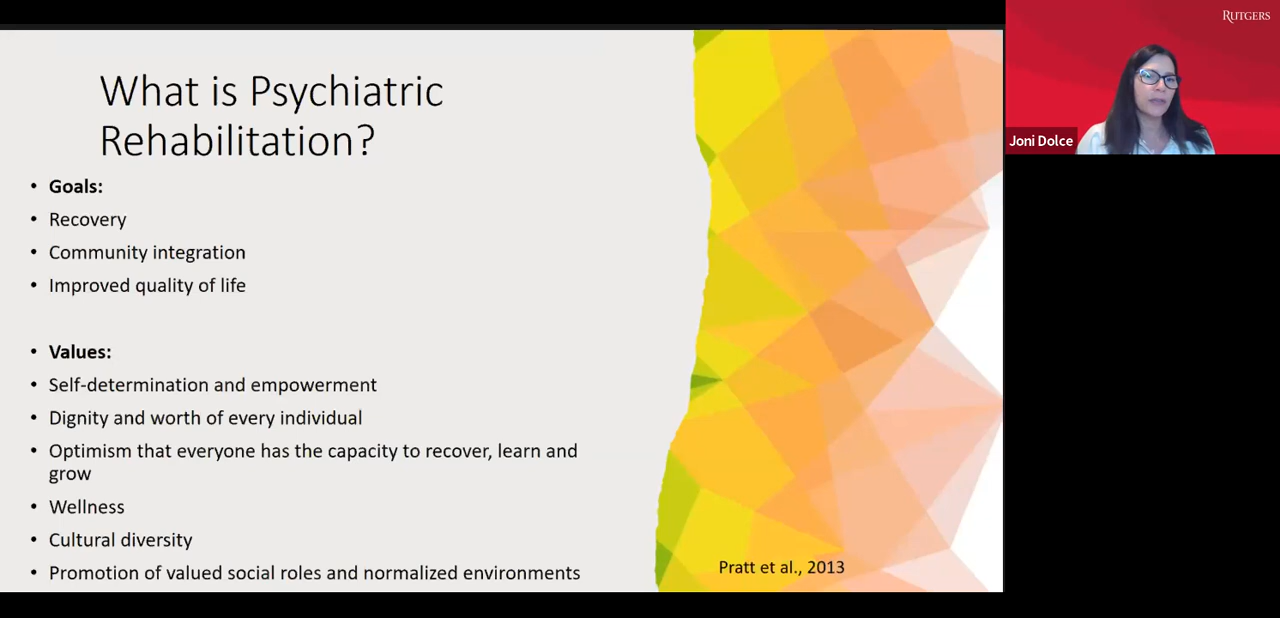 What is Psychiatric
Rehabilitation?
• Goals:
• Recovery
• Community integration
• Improved quality of life
• Values:
• Self-determination and empowerment
• Dignity and worth of every individual
• Optimism that everyone has the capacity to recover, learn and
grow
• Wellness
• Cultural diversity
• Promotion of valued social roles and normalized environments
Pratt et al., 2013
RUTGERS
Joni Dolce